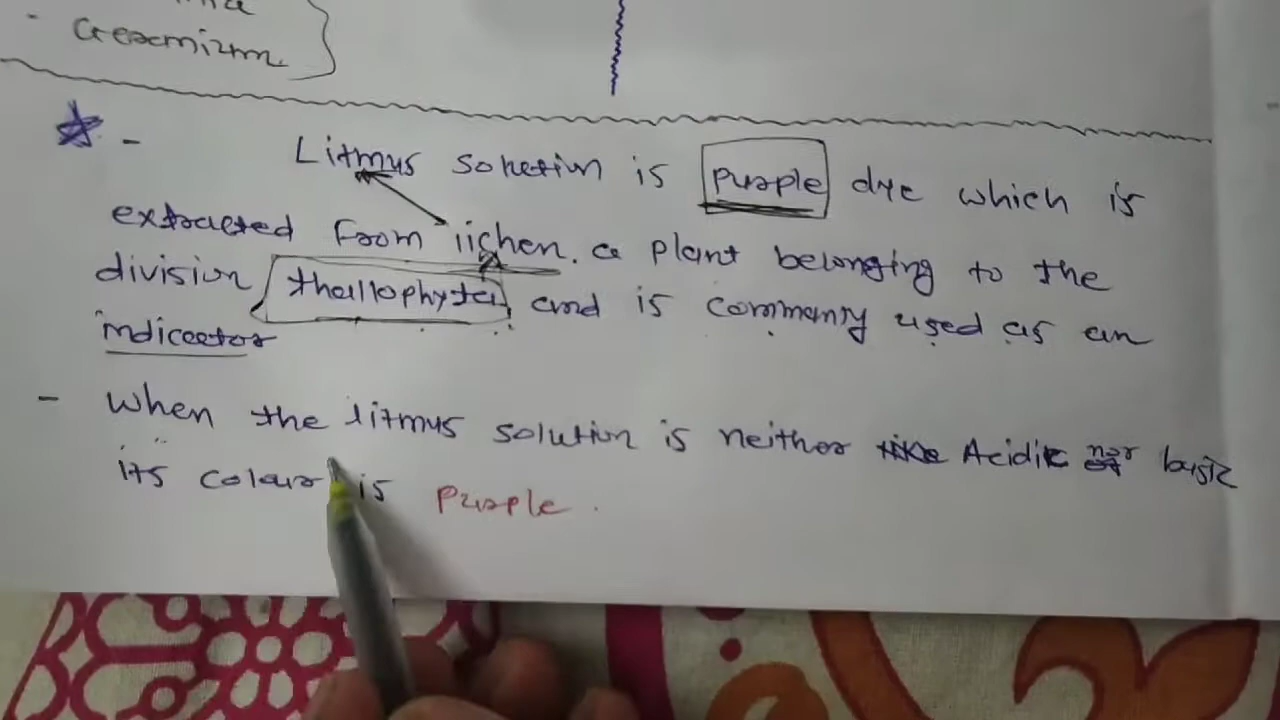 Geranium.
- Litmus solution is purple dye which is
extracted from lichen. a plant belonging to the
division thallophyta and is commonly used as an
indicator
- When the litmus solution is neither Acidic nor basic
its colour is purple.